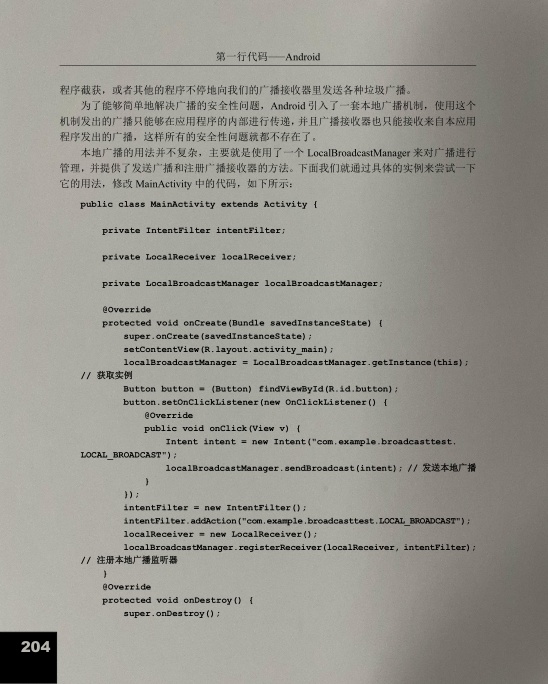 第一行代码——Android
程序截获，或者其他的程序不停地向我们的广播接收器里发送各种垃圾广播。
为了能够简单地解决广播的安全性问题，Android 引入了一套本地广播机制，使用这个
机制发出的广播只能够在应用程序的内部进行传递，并且广播接收器也只能接收来自本应用
程序发出的广播，这样所有的安全性问题就都不存在了。
本地广播的用法并不复杂，主要就是使用了一个 LocalBroadcastManager 来对广播进行
管理，并提供了发送广播和注册广播接收器的方法。下面我们就通过具体的实例来尝试一下
它的用法，修改 MainActivity 中的代码，如下所示：
public class MainActivity extends Activity {
private IntentFilter intentFilter;
private LocalReceiver localReceiver;
private LocalBroadcastManager localBroadcastManager;
@Override
protected void onCreate(Bundle savedInstanceState) {
super.onCreate(savedInstanceState);
setContentView(R.layout.activity_main);
localBroadcastManager = LocalBroadcastManager.getInstance(this);
// 获取实例
Button button = (Button) findViewById(R.id.button);
button.setOnClickListener(new OnClickListener() {
@Override
public void onClick(View v) {
Intent intent = new Intent("com.example.broadcasttest.
LOCAL_BROADCAST");
localBroadcastManager.sendBroadcast(intent); // 发送本地广播
}
});
intentFilter = new IntentFilter();
intentFilter.addAction("com.example.broadcasttest.LOCAL_BROADCAST");
localReceiver = new LocalReceiver();
localBroadcastManager.registerReceiver(localReceiver, intentFilter);
// 注册本地广播监听器
}
@Override
protected void onDestroy() {
super.onDestroy();
204